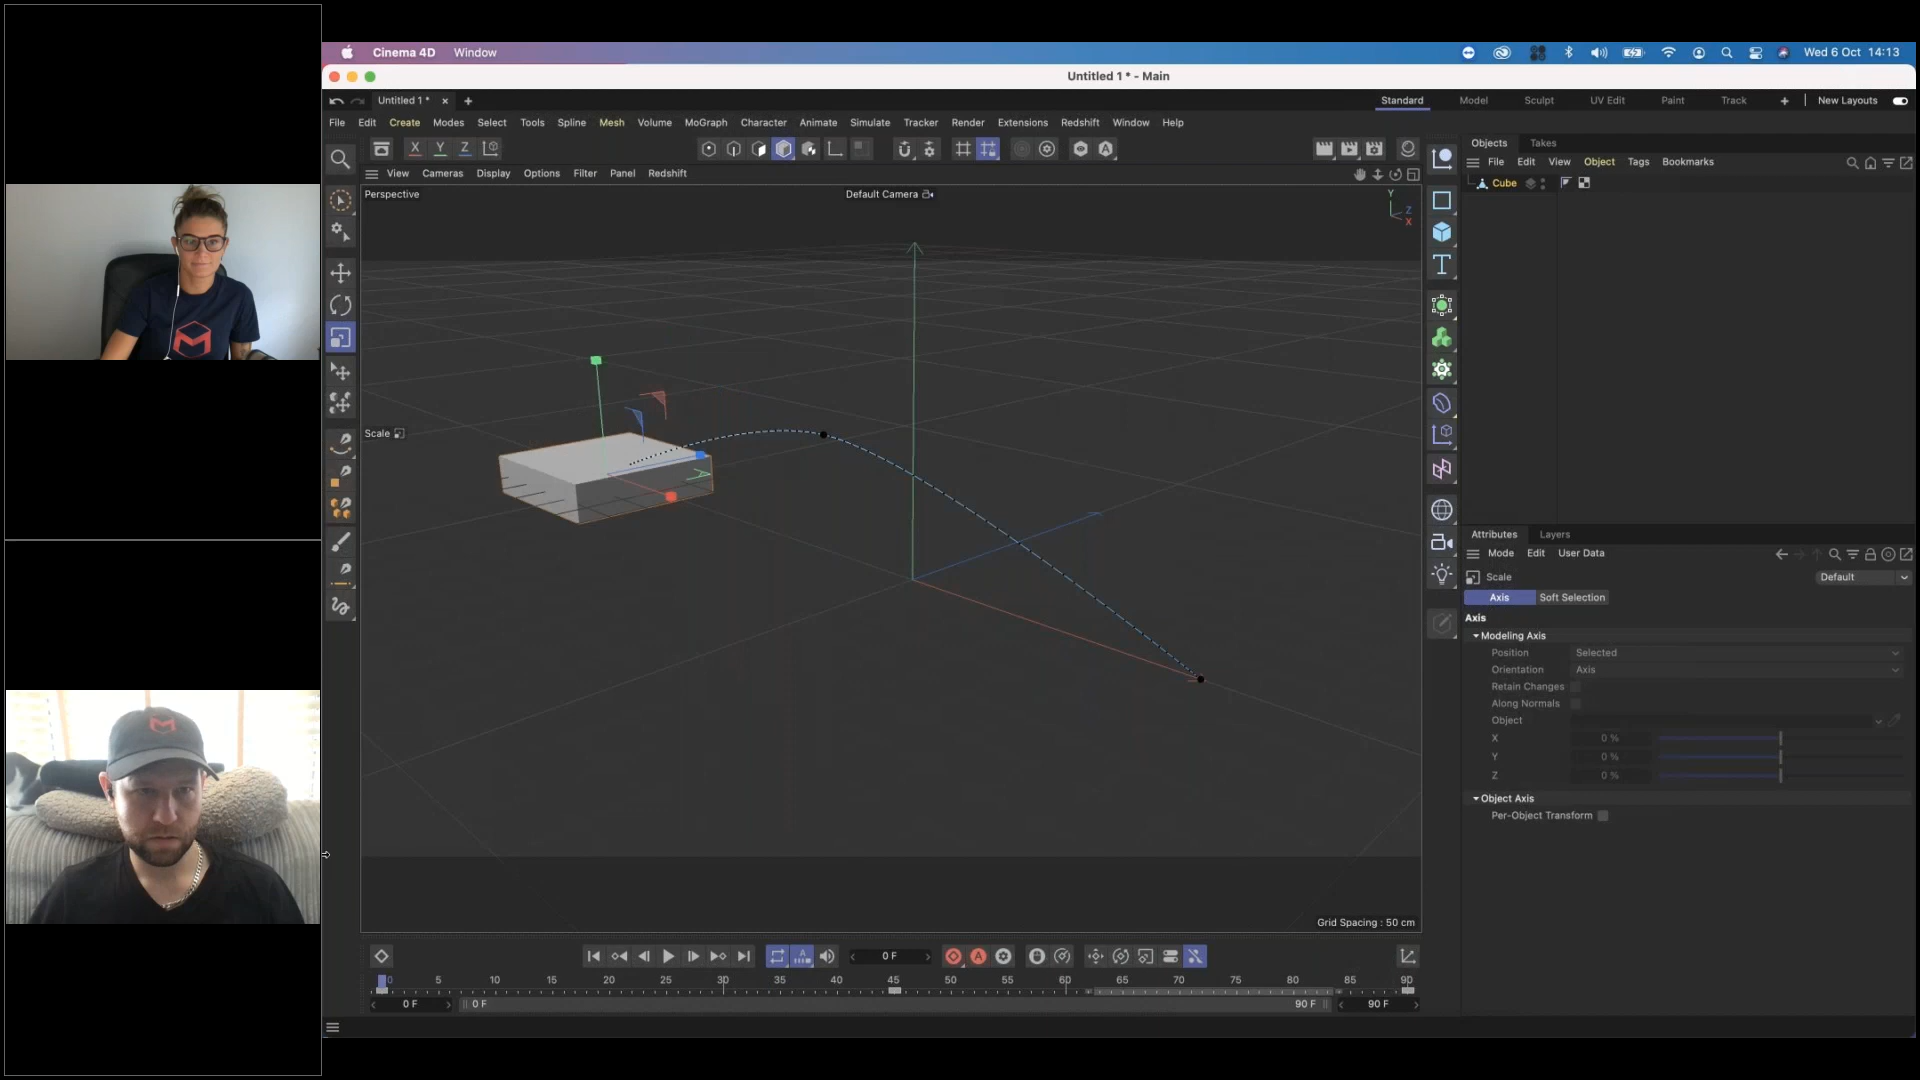 Cinema 4D Window
Wed 6 Oct 14:13
Untitled 1 * - Main
Untitled 1 *
Standard Model Sculpt UV Edit Paint Track New Layouts
File Edit Create Modes Select Tools Spline Mesh Volume MoGraph Character Animate Simulate Tracker Render Extensions Redshift Window Help
X Y Z
Objects Takes
File Edit View Object Tags Bookmarks
View Cameras Display Options Filter Panel Redshift
Cube
Perspective
Default Camera
Y
Z
X
Scale
Grid Spacing : 50 cm
Attributes Layers
Mode Edit User Data
Scale
Default
Axis Soft Selection
Axis
Modeling Axis
Position Selected
Orientation Axis
Retain Changes
Along Normals
Object
X 0 %
Y 0 %
Z 0 %
Object Axis
Per-Object Transform
0 F
0 5 10 15 20 25 30 35 40 45 50 55 60 65 70 75 80 85 90
0 F 0 F 90 F 90 F